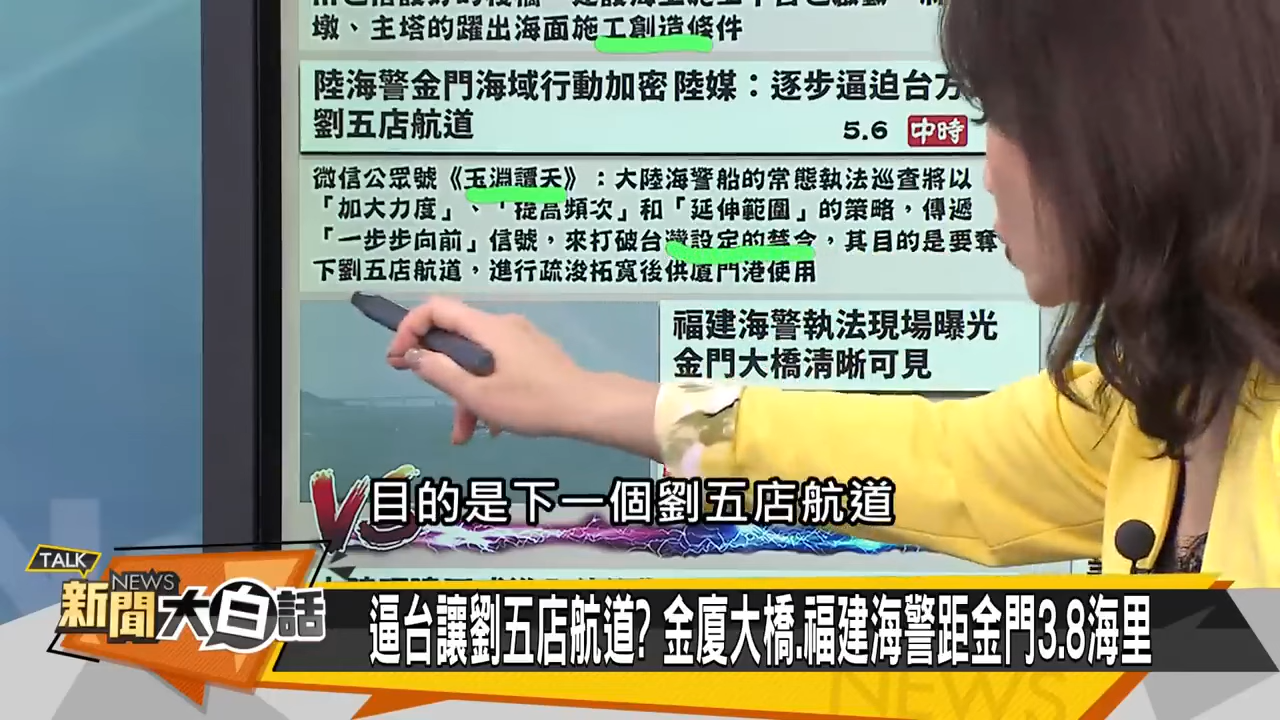 墩、主塔的躍出海面施工創造條件
陸海警金門海域行動加密 陸媒：逐步逼迫台方
劉五店航道
5.6 中時
微信公眾號《玉淵譚天》：大陸海警船的常態執法巡查將以
「加大力度」、「提高頻次」和「延伸範圍」的策略，傳遞
「一步步向前」信號，來打破台灣設定的禁令，其目的是要奪
下劉五店航道，進行疏浚拓寬後供廈門港使用
福建海警執法現場曝光
金門大橋清晰可見
VS
目的是下一個劉五店航道
TALK
NEWS
新聞大白話
逼台讓劉五店航道? 金廈大橋.福建海警距金門3.8海里
NEWS